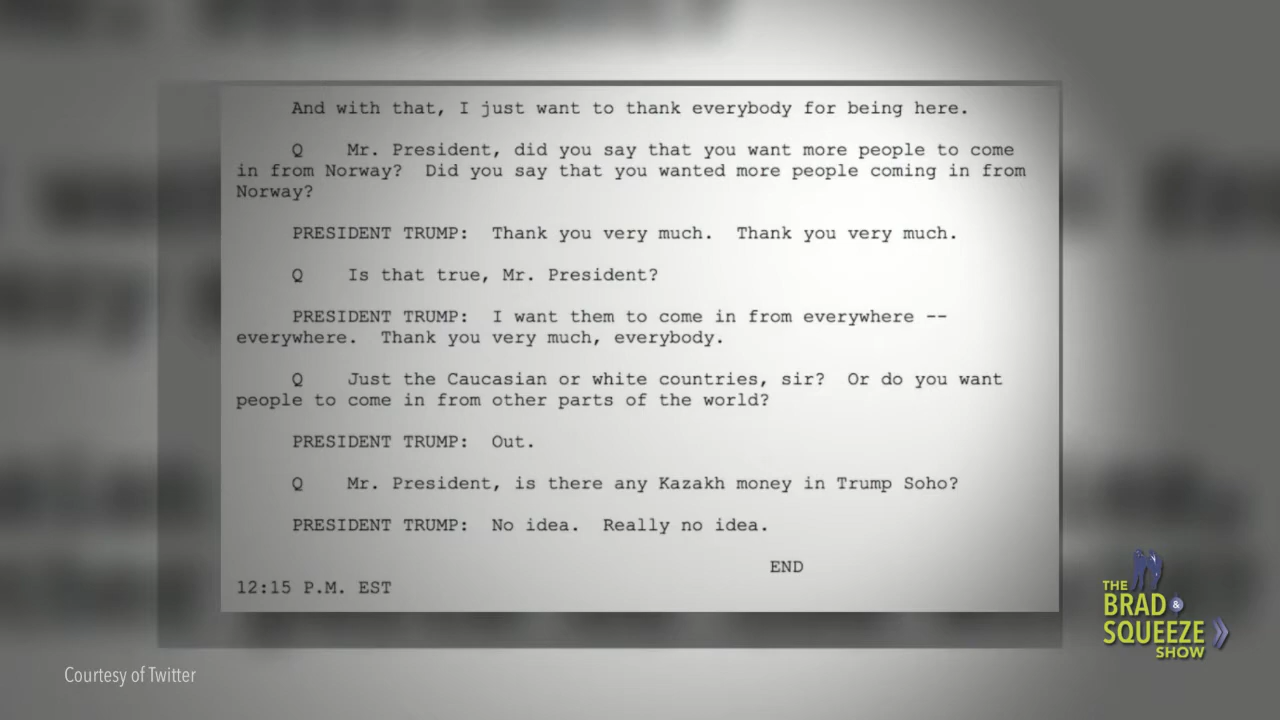 And with that, I just want to thank everybody for being here.
Q Mr. President, did you say that you want more people to come
in from Norway? Did you say that you wanted more people coming in from
Norway?
PRESIDENT TRUMP: Thank you very much. Thank you very much.
Q Is that true, Mr. President?
PRESIDENT TRUMP: I want them to come in from everywhere --
everywhere. Thank you very much, everybody.
Q Just the Caucasian or white countries, sir? Or do you want
people to come in from other parts of the world?
PRESIDENT TRUMP: Out.
Q Mr. President, is there any Kazakh money in Trump Soho?
PRESIDENT TRUMP: No idea. Really no idea.
END
12:15 P.M. EST
THE
BRAD &
SQUEEZE
SHOW
Courtesy of Twitter